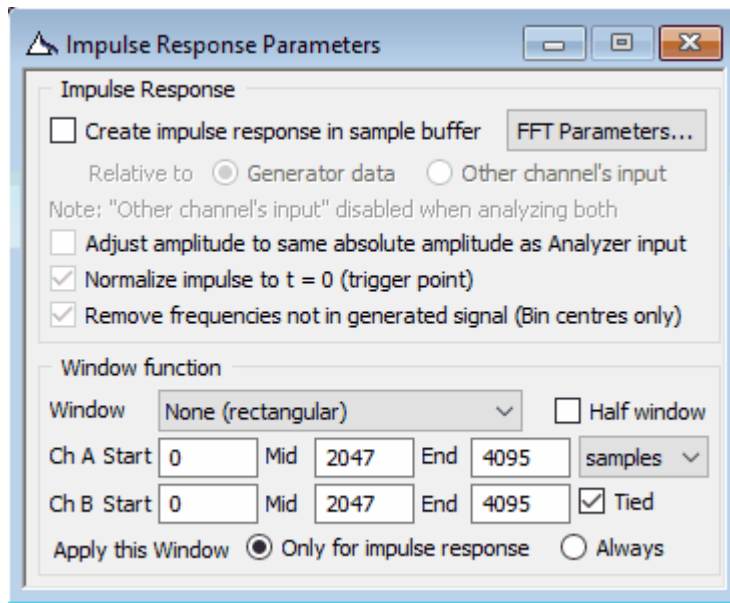 Impulse Response Parameters
Impulse Response
Create impulse response in sample buffer FFT Parameters...
Relative to Generator data Other channel's input
Note: "Other channel's input" disabled when analyzing both
Adjust amplitude to same absolute amplitude as Analyzer input
Normalize impulse to t = 0 (trigger point)
Remove frequencies not in generated signal (Bin centres only)
Window function
Window None (rectangular) Half window
Ch A Start 0 Mid 2047 End 4095 samples
Ch B Start 0 Mid 2047 End 4095 Tied
Apply this Window Only for impulse response Always